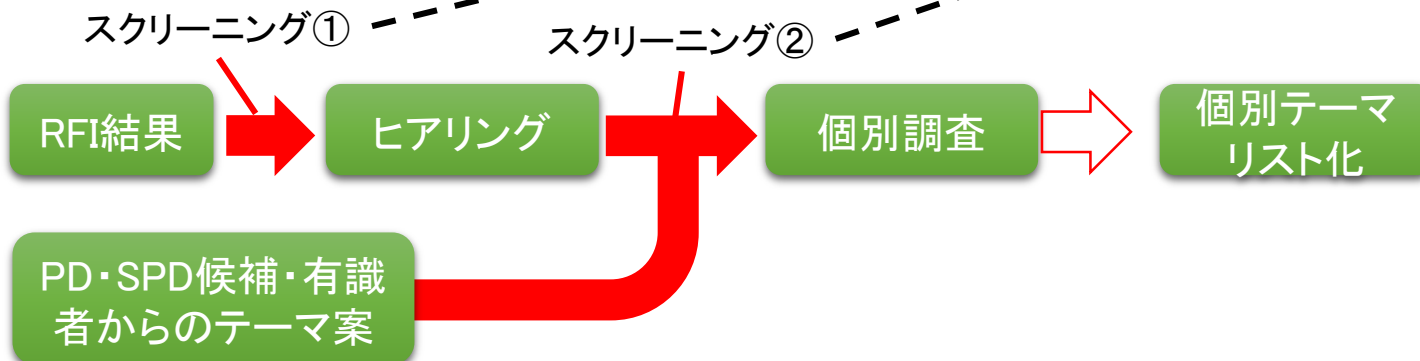 スクリーニング①
スクリーニング②
RFI結果
ヒアリング
個別調査
個別テーマ
リスト化
PD・SPD候補・有識
者からのテーマ案